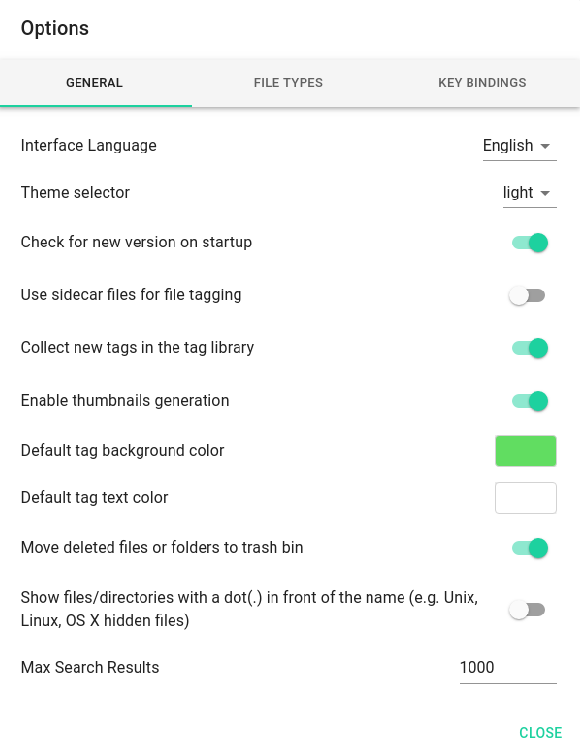 Options
GENERAL
FILE TYPES
KEY BINDINGS
Interface Language
English
Theme selector
light
Check for new version on startup
Use sidecar files for file tagging
Collect new tags in the tag library
Enable thumbnails generation
Default tag background color
Default tag text color
Move deleted files or folders to trash bin
Show files/directories with a dot(.) in front of the name (e.g. Unix,
Linux, OS X hidden files)
Max Search Results
1000
CLOSE